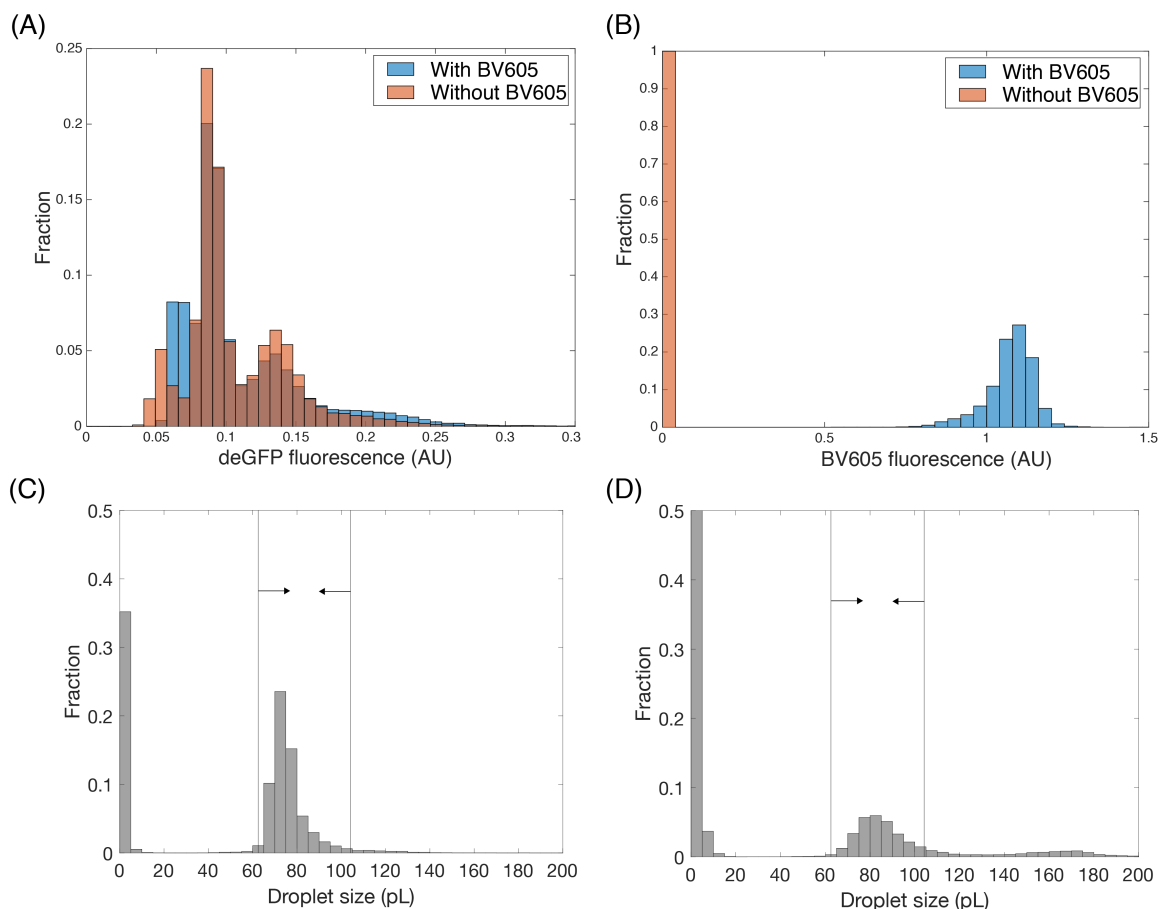 (A)
0.25
0.2
0.15
0.1
0.05
0
Fraction
With BV605
Without BV605
0 0.05 0.1 0.15 0.2 0.25 0.3 0.3
deGFP fluorescence (AU)
(B)
1
0.9
0.8
0.7
0.6
0.5
0.4
0.3
0.2
0.1
0
Fraction
With BV605
Without BV605
0 0.5 1 1.5
BV605 fluorescence (AU)
(C)
0.5
0.4
0.3
0.2
0.1
0
Fraction
0 20 40 60 80 100 120 140 160 180 200
Droplet size (pL)
(D)
0.5
0.4
0.3
0.2
0.1
0
Fraction
0 20 40 60 80 100 120 140 160 180 200
Droplet size (pL)